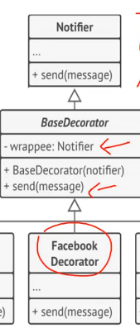 Notifier
...
+ send(message)
BaseDecorator
- wrappee: Notifier
+ BaseDecorator(notifier)
+ send(message)
Facebook
Decorator
...
+ send(message)